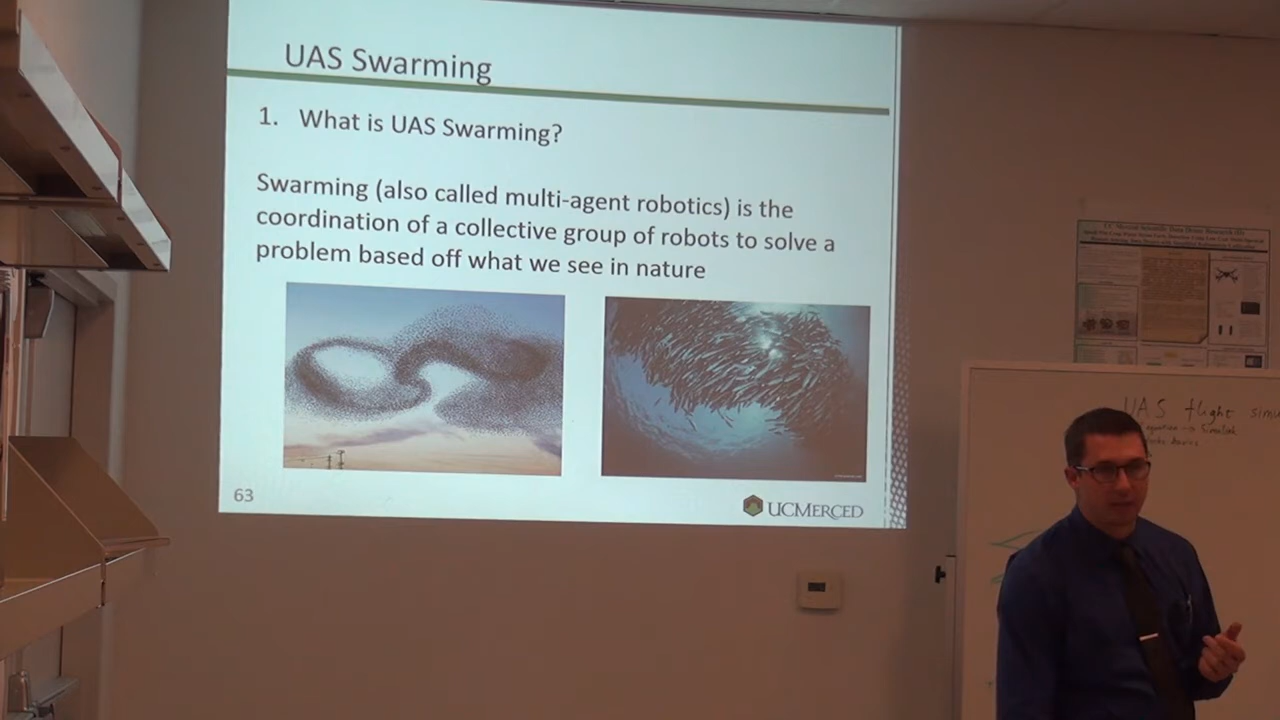 UAS Swarming
1. What is UAS Swarming?
Swarming (also called multi-agent robotics) is the
coordination of a collective group of robots to solve a
problem based off what we see in nature
63
UCMERCED
UAS flight simu